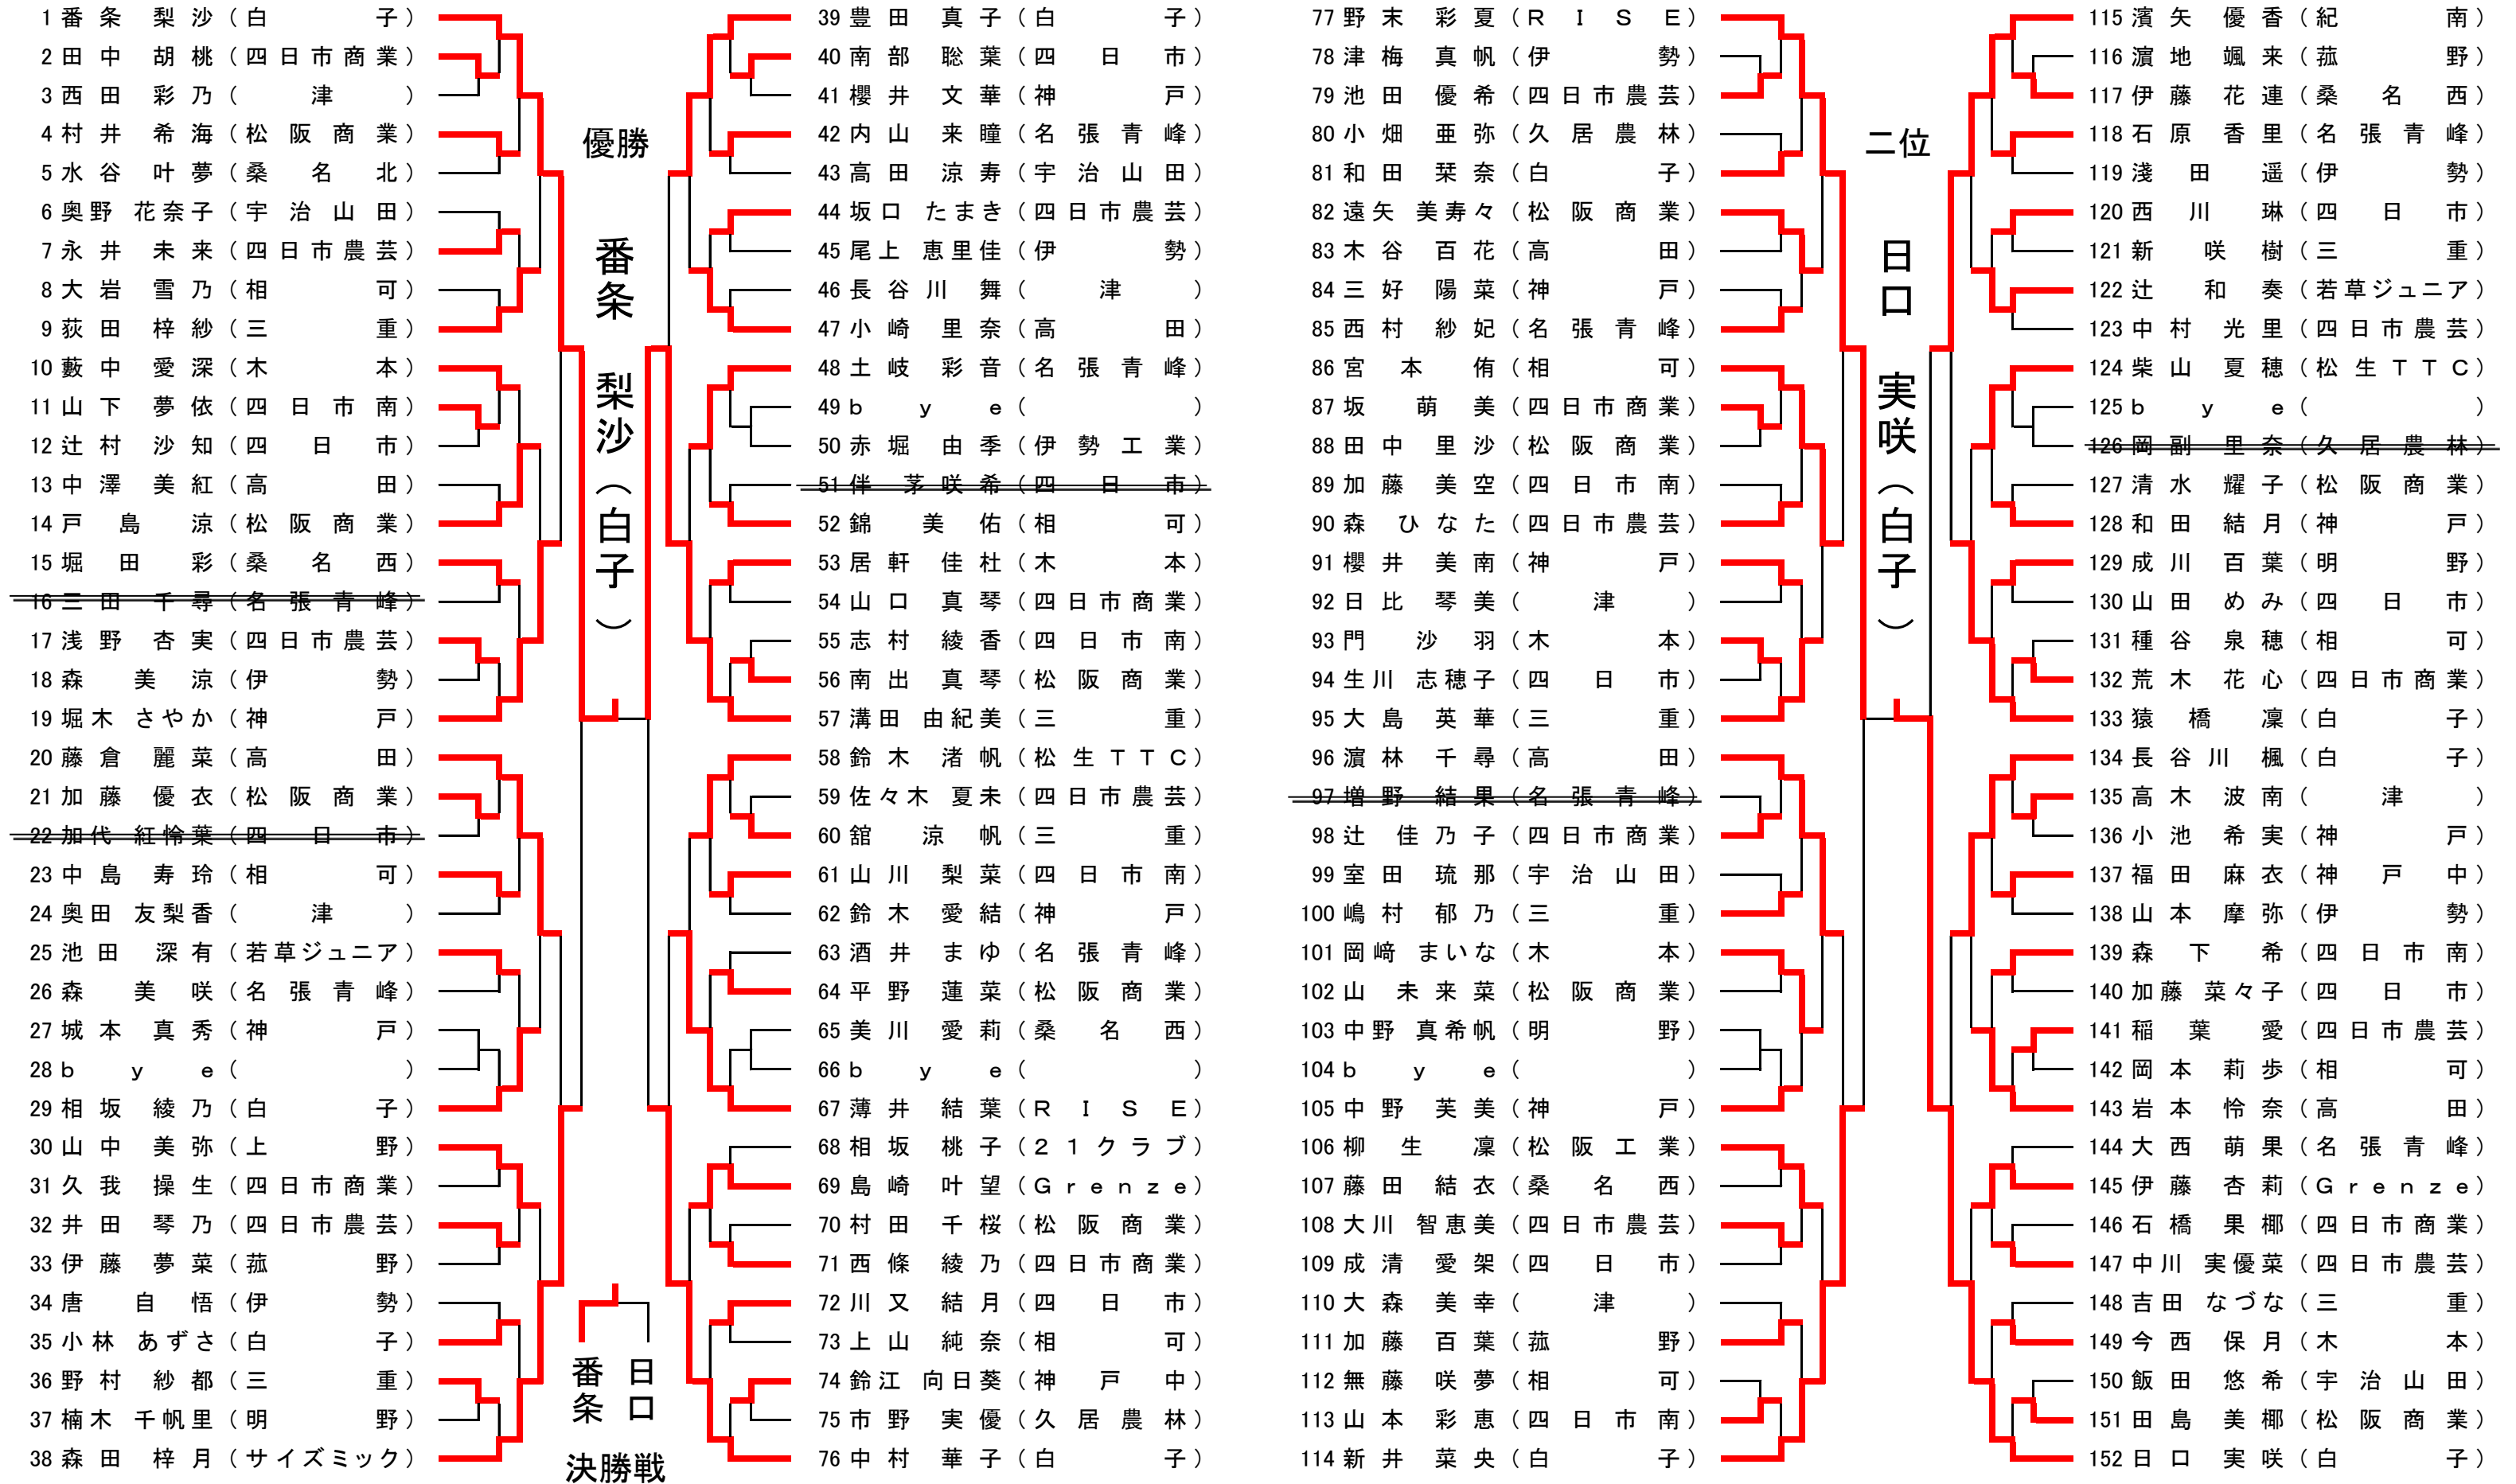 1 番条 梨沙 (白子)
2 田中 胡桃 (四日市商業)
3 西田 彩乃 (津)
4 村井 希海 (松阪商業)
5 水谷 叶夢 (桑名北)
6 奥野 花奈子 (宇治山田)
7 永井 未来 (四日市農芸)
8 大岩 雪乃 (相可)
9 荻田 梓紗 (三重)
10 藪中 愛深 (木本)
11 山下 夢依 (四日市南)
12 辻村 沙知 (四日市)
13 中澤 美紅 (高田)
14 戸島 涼 (松阪商業)
15 堀田 彩 (桑名西)
16 三田 千尋 (名張青峰)
17 浅野 杏実 (四日市農芸)
18 森 美涼 (伊勢)
19 堀木 さやか (神戸)
20 藤倉 麗菜 (高田)
21 加藤 優衣 (松阪商業)
22 加代 紅怜葉 (四日市)
23 中島 寿玲 (相可)
24 奥田 友梨香 (津)
25 池田 深有 (若草ジュニア)
26 森 美咲 (名張青峰)
27 城本 真秀 (神戸)
28 bye ( )
29 相坂 綾乃 (白子)
30 山中 美弥 (上野)
31 久我 操生 (四日市商業)
32 井田 琴乃 (四日市農芸)
33 伊藤 夢菜 (菰野)
34 唐 自悟 (伊勢)
35 小林 あずさ (白子)
36 野村 紗都 (三重)
37 楠木 千帆里 (明野)
38 森田 梓月 (サイズミック)
優勝
番条 梨沙 (白子)
番条
日口
決勝戦
39 豊田 真子 (白子)
40 南部 聡葉 (四日市)
41 櫻井 文華 (神戸)
42 内山 来瞳 (名張青峰)
43 高田 涼寿 (宇治山田)
44 坂口 たまき (四日市農芸)
45 尾上 恵里佳 (伊勢)
46 長谷川 舞 (津)
47 小崎 里奈 (高田)
48 土岐 彩音 (名張青峰)
49 bye ( )
50 赤堀 由季 (伊勢工業)
51 伴 茅咲希 (四日市)
52 錦 美佑 (相可)
53 居軒 佳杜 (木本)
54 山口 真琴 (四日市商業)
55 志村 綾香 (四日市南)
56 南出 真琴 (松阪商業)
57 溝田 由紀美 (三重)
58 鈴木 渚帆 (松生TTC)
59 佐々木 夏未 (四日市農芸)
60 舘 涼帆 (三重)
61 山川 梨菜 (四日市南)
62 鈴木 愛結 (神戸)
63 酒井 まゆ (名張青峰)
64 平野 蓮菜 (松阪商業)
65 美川 愛莉 (桑名西)
66 bye ( )
67 薄井 結葉 (RISE)
68 相坂 桃子 (21クラブ)
69 島崎 叶望 (Grenze)
70 村田 千桜 (松阪商業)
71 西條 綾乃 (四日市商業)
72 川又 結月 (四日市)
73 上山 純奈 (相可)
74 鈴江 向日葵 (神戸中)
75 市野 実優 (久居農林)
76 中村 華子 (白子)
77 野末 彩夏 (RISE)
78 津梅 真帆 (伊勢)
79 池田 優希 (四日市農芸)
80 小畑 亜弥 (久居農林)
81 和田 栞奈 (白子)
82 遠矢 美寿々 (松阪商業)
83 木谷 百花 (高田)
84 三好 陽菜 (神戸)
85 西村 紗妃 (名張青峰)
86 宮本 侑 (相可)
87 坂 萌美 (四日市商業)
88 田中 里沙 (松阪商業)
89 加藤 美空 (四日市南)
90 森 ひなた (四日市農芸)
91 櫻井 美南 (神戸)
92 日比 琴美 (津)
93 門 沙羽 (木本)
94 生川 志穂子 (四日市)
95 大島 英華 (三重)
96 濵林 千尋 (高田)
97 増野 結果 (名張青峰)
98 辻 佳乃子 (四日市商業)
99 室田 琉那 (宇治山田)
100 嶋村 郁乃 (三重)
101 岡﨑 まいな (木本)
102 山 未来菜 (松阪商業)
103 中野 真希帆 (明野)
104 bye ( )
105 中野 芙美 (神戸)
106 柳生 凜 (松阪工業)
107 藤田 結衣 (桑名西)
108 大川 智恵美 (四日市農芸)
109 成清 愛架 (四日市)
110 大森 美幸 (津)
111 加藤 百葉 (菰野)
112 無藤 咲夢 (相可)
113 山本 彩恵 (四日市南)
114 新井 菜央 (白子)
二位
日口 実咲 (白子)
115 濱矢 優香 (紀南)
116 濵地 颯来 (菰野)
117 伊藤 花連 (桑名西)
118 石原 香里 (名張青峰)
119 淺田 遥 (伊勢)
120 西川 琳 (四日市)
121 新 咲樹 (三重)
122 辻 和奏 (若草ジュニア)
123 中村 光里 (四日市農芸)
124 柴山 夏穂 (松生TTC)
125 bye ( )
126 岡副 里奈 (久居農林)
127 清水 耀子 (松阪商業)
128 和田 結月 (神戸)
129 成川 百葉 (明野)
130 山田 めみ (四日市)
131 種谷 泉穂 (相可)
132 荒木 花心 (四日市商業)
133 猿橋 凜 (白子)
134 長谷川 楓 (白子)
135 高木 波南 (津)
136 小池 希実 (神戸)
137 福田 麻衣 (神戸中)
138 山本 摩弥 (伊勢)
139 森下 希 (四日市南)
140 加藤 菜々子 (四日市)
141 稲葉 愛 (四日市農芸)
142 岡本 莉歩 (相可)
143 岩本 怜奈 (高田)
144 大西 萌果 (名張青峰)
145 伊藤 杏莉 (Grenze)
146 石橋 果椰 (四日市商業)
147 中川 実優菜 (四日市農芸)
148 吉田 なづな (三重)
149 今西 保月 (木本)
150 飯田 悠希 (宇治山田)
151 田島 美椰 (松阪商業)
152 日口 実咲 (白子)